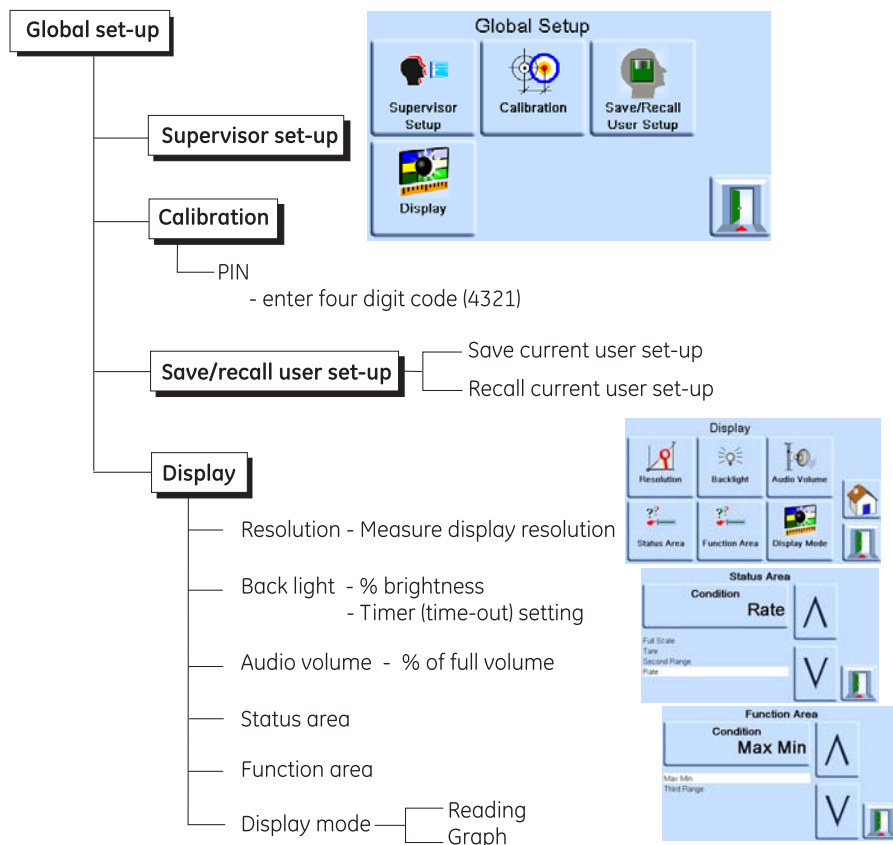 Global set-up
Global Setup
Supervisor
Setup
Calibration
Save/Recall
User Setup
Display
Supervisor set-up
Calibration
PIN
- enter four digit code (4321)
Save/recall user set-up
Save current user set-up
Recall current user set-up
Display
Resolution - Measure display resolution
Back light - % brightness
- Timer (time-out) setting
Audio volume - % of full volume
Status area
Function area
Display mode
Reading
Graph
Display
Resolution
Backlight
Audio Volume
??
Status Area
??
Function Area
Display Mode
Status Area
Condition
Rate
Full Scale
Tare
Second Range
Rate
Function Area
Condition
Max Min
Max Min
Third Range